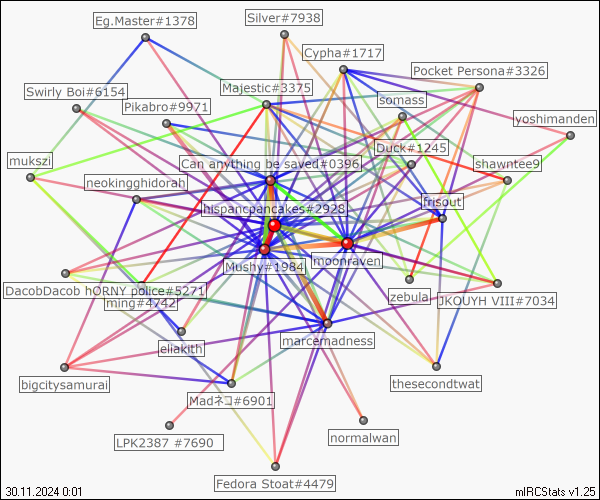 Eg.Master#1378
Silver#7938
Cypha#1717
Pocket Persona#3326
Majestic#3375
Swirly Boi#6154
somass
Pikabro#9971
yoshimanden
Duck#1245
mukszi
Can anything be saved#0396
shawntee9
neokingghidorah
frisout
hispanicpancakes#2928
Mushy#1984
moonraven
DacobDacob hORNY police#5271
zebula
JKOUYH VIII#7034
ming#4742
eliakith
marcemadness
bigcitysamurai
thesecondtwat
Madネコ#6901
LPK2387 #7690
normalwan
Fedora Stoat#4479
30.11.2024 0:01
mIRCStats v1.25